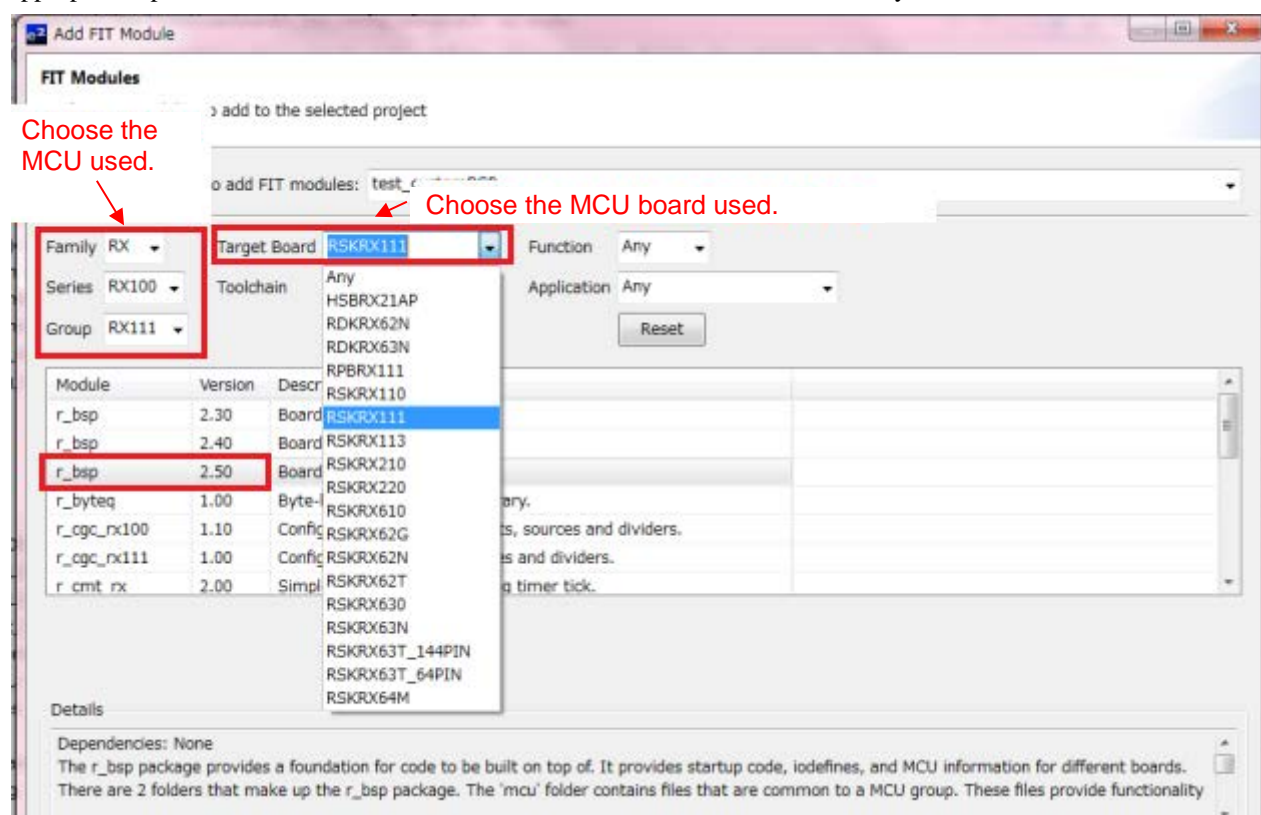 Add FIT Module
FIT Modules
o add to the selected project
Choose the
MCU used.
o add FIT modules: test_
Choose the MCU board used.
Family RX Target Board RSKRX111 Function Any
Series RX100 Toolchain Application Any
Group RX111 Reset
Any
HSBRX21AP
RDKRX62N
RDKRX63N
RPBRX111
RSKRX110
RSKRX111
RSKRX113
RSKRX210
RSKRX220
RSKRX610
RSKRX62G
RSKRX62N
RSKRX62T
RSKRX630
RSKRX63N
RSKRX63T_144PIN
RSKRX63T_64PIN
RSKRX64M
Module Version Descr
r_bsp 2.30 Board
r_bsp 2.40 Board
r_bsp 2.50 Board
r_byteq 1.00 Byte- ary.
r_cgc_rx100 1.10 Config ts, sources and dividers.
r_cgc_rx111 1.00 Config es and dividers.
r_cmt_rx 2.00 Simpl g timer tick.
Details
Dependencies: None
The r_bsp package provides a foundation for code to be built on top of. It provides startup code, iodefines, and MCU information for different boards.
There are 2 folders that make up the r_bsp package. The 'mcu' folder contains files that are common to a MCU group. These files provide functionality